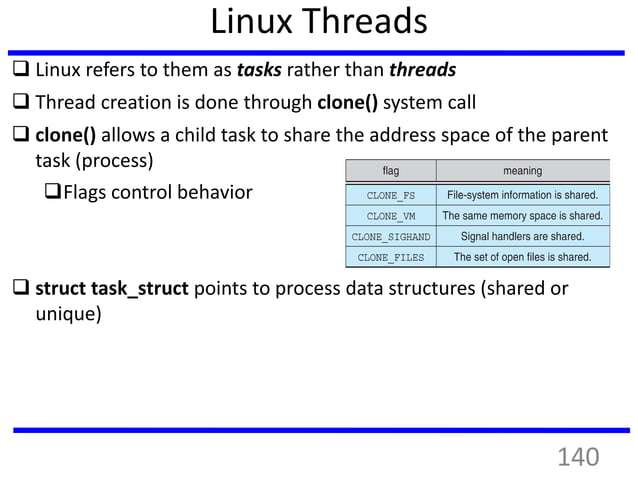 Linux Threads
❑ Linux refers to them as tasks rather than threads
❑ Thread creation is done through clone() system call
❑ clone() allows a child task to share the address space of the parent
task (process)
❑Flags control behavior
flag meaning
CLONE_FS File-system information is shared.
CLONE_VM The same memory space is shared.
CLONE_SIGHAND Signal handlers are shared.
CLONE_FILES The set of open files is shared.
❑ struct task_struct points to process data structures (shared or
unique)
140